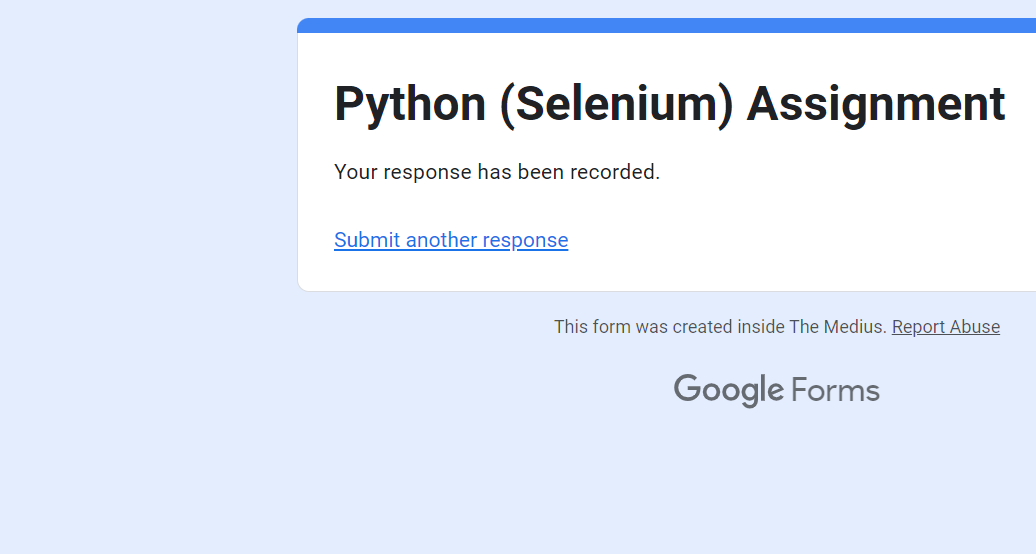 Python (Selenium) Assignment
Your response has been recorded.
Submit another response
This form was created inside The Medius. Report Abuse
Google Forms